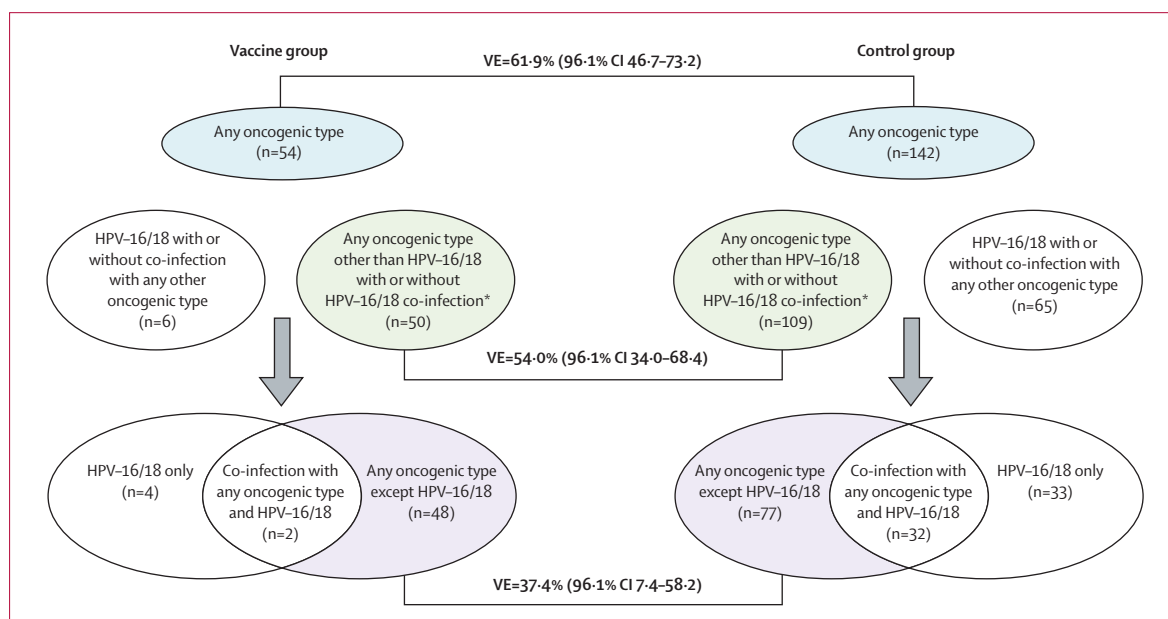 Vaccine group
Control group
VE=61·9% (96·1% CI 46·7–73·2)
Any oncogenic type
(n=54)
Any oncogenic type
(n=142)
HPV–16/18 with or
without co-infection
with any other
oncogenic type
(n=6)
Any oncogenic type
other than HPV–16/18
with or without
HPV–16/18 co-infection*
(n=50)
Any oncogenic type
other than HPV–16/18
with or without
HPV–16/18 co-infection*
(n=109)
HPV–16/18 with or
without co-infection with
any other oncogenic type
(n=65)
VE=54·0% (96·1% CI 34·0–68·4)
HPV–16/18 only
(n=4)
Co-infection with
any oncogenic type
and HPV–16/18
(n=2)
Any oncogenic type
except HPV–16/18
(n=48)
Any oncogenic type
except HPV–16/18
(n=77)
Co-infection with
any oncogenic type
and HPV–16/18
(n=32)
HPV–16/18 only
(n=33)
VE=37·4% (96·1% CI 7·4–58·2)